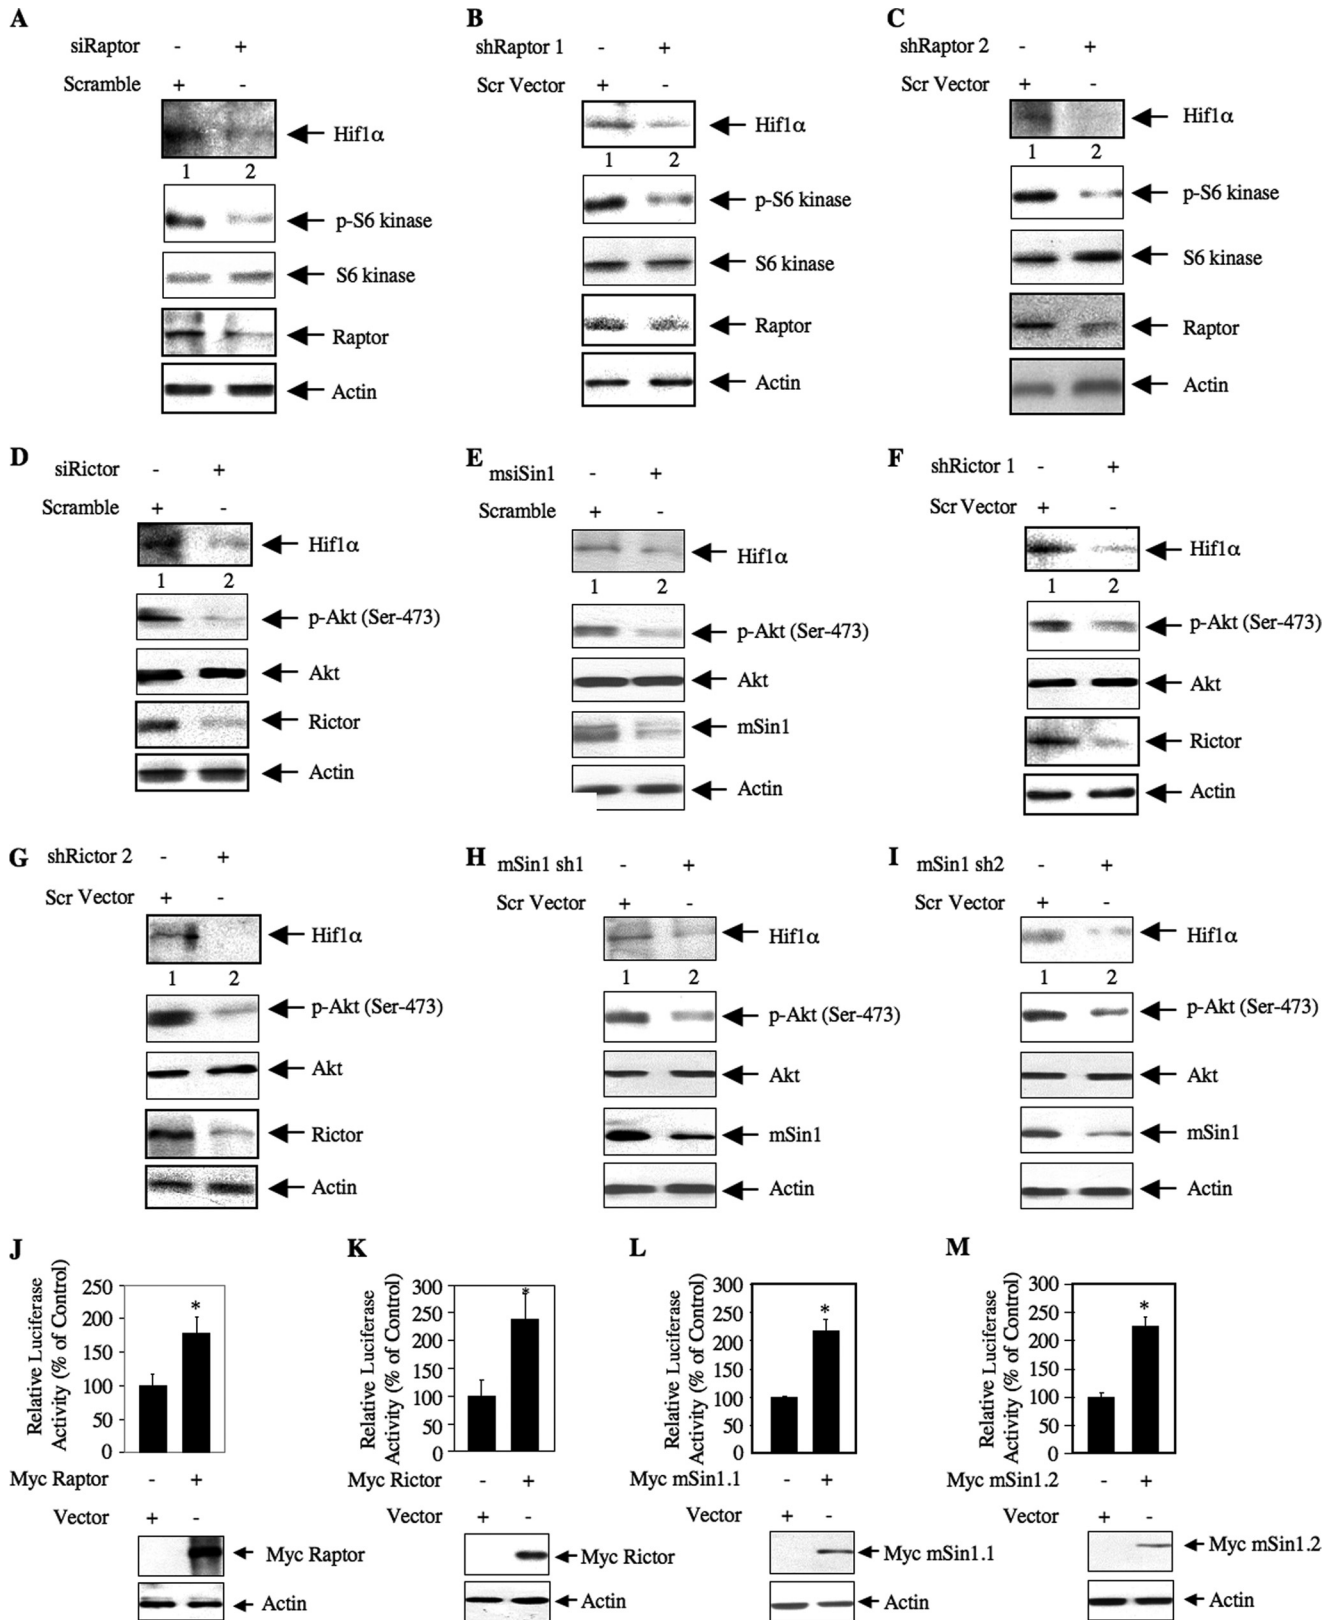 A
siRaptor - +
Scramble + -
Hif1α
1 2
p-S6 kinase
S6 kinase
Raptor
Actin
B
shRaptor 1 - +
Scr Vector + -
Hif1α
1 2
p-S6 kinase
S6 kinase
Raptor
Actin
C
shRaptor 2 - +
Scr Vector + -
Hif1α
1 2
p-S6 kinase
S6 kinase
Raptor
Actin
D
siRictor - +
Scramble + -
Hif1α
1 2
p-Akt (Ser-473)
Akt
Rictor
Actin
E
msiSin1 - +
Scramble + -
Hif1α
1 2
p-Akt (Ser-473)
Akt
mSin1
Actin
F
shRictor 1 - +
Scr Vector + -
Hif1α
1 2
p-Akt (Ser-473)
Akt
Rictor
Actin
G
shRictor 2 - +
Scr Vector + -
Hif1α
1 2
p-Akt (Ser-473)
Akt
Rictor
Actin
H
mSin1 sh1 - +
Scr Vector + -
Hif1α
1 2
p-Akt (Ser-473)
Akt
mSin1
Actin
I
mSin1 sh2 - +
Scr Vector + -
Hif1α
1 2
p-Akt (Ser-473)
Akt
mSin1
Actin
J
Relative Luciferase
Activity (% of Control)
250
200
150
100
50
0
*
Myc Raptor - +
Vector + -
Myc Raptor
Actin
K
Relative Luciferase
Activity (% of Control)
300
250
200
150
100
50
0
*
Myc Rictor - +
Vector + -
Myc Rictor
Actin
L
Relative Luciferase
Activity (% of Control)
300
250
200
150
100
50
0
*
Myc mSin1.1 - +
Vector + -
Myc mSin1.1
Actin
M
Relative Luciferase
Activity (% of Control)
300
250
200
150
100
50
0
*
Myc mSin1.2 - +
Vector + -
Myc mSin1.2
Actin